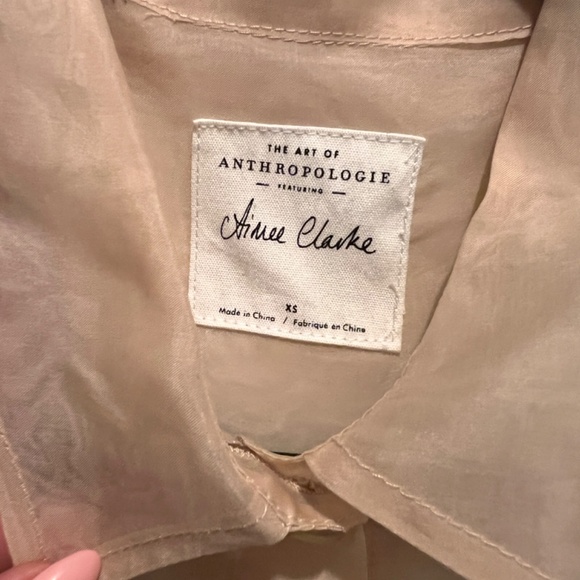 THE ART OF
ANTHROPOLOGIE
— FEATURING —
Aimee Clarke
XS
Made in China / Fabriqué en Chine